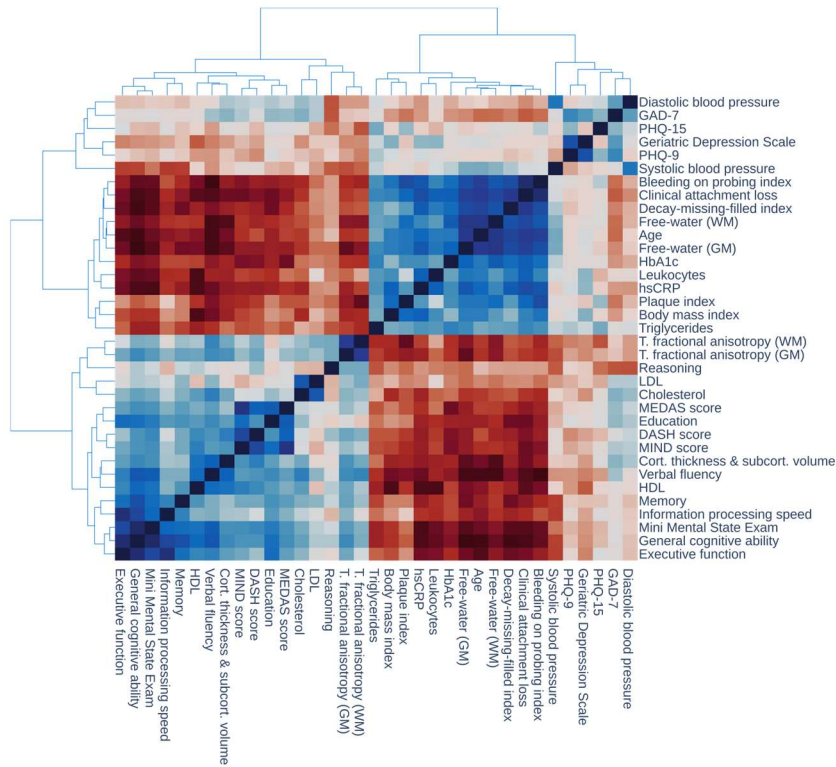 Diastolic blood pressure
GAD-7
PHQ-15
Geriatric Depression Scale
PHQ-9
Systolic blood pressure
Bleeding on probing index
Clinical attachment loss
Decay-missing-filled index
Free-water (WM)
Age
Free-water (GM)
HbA1c
Leukocytes
hsCRP
Plaque index
Body mass index
Triglycerides
T. fractional anisotropy (WM)
T. fractional anisotropy (GM)
Reasoning
LDL
Cholesterol
MEDAS score
Education
DASH score
MIND score
Cort. thickness & subcort. volume
Verbal fluency
HDL
Memory
Information processing speed
Mini Mental State Exam
General cognitive ability
Executive function
Executive function
General cognitive ability
Mini Mental State Exam
Information processing speed
Memory
HDL
Verbal fluency
Cort. thickness & subcort. volume
MIND score
DASH score
Education
MEDAS score
Cholesterol
LDL
Reasoning
T. fractional anisotropy (GM)
T. fractional anisotropy (WM)
Triglycerides
Body mass index
Plaque index
hsCRP
Leukocytes
HbA1c
Free-water (GM)
Age
Free-water (WM)
Decay-missing-filled index
Clinical attachment loss
Bleeding on probing index
Systolic blood pressure
PHQ-9
Geriatric Depression Scale
PHQ-15
GAD-7
Diastolic blood pressure